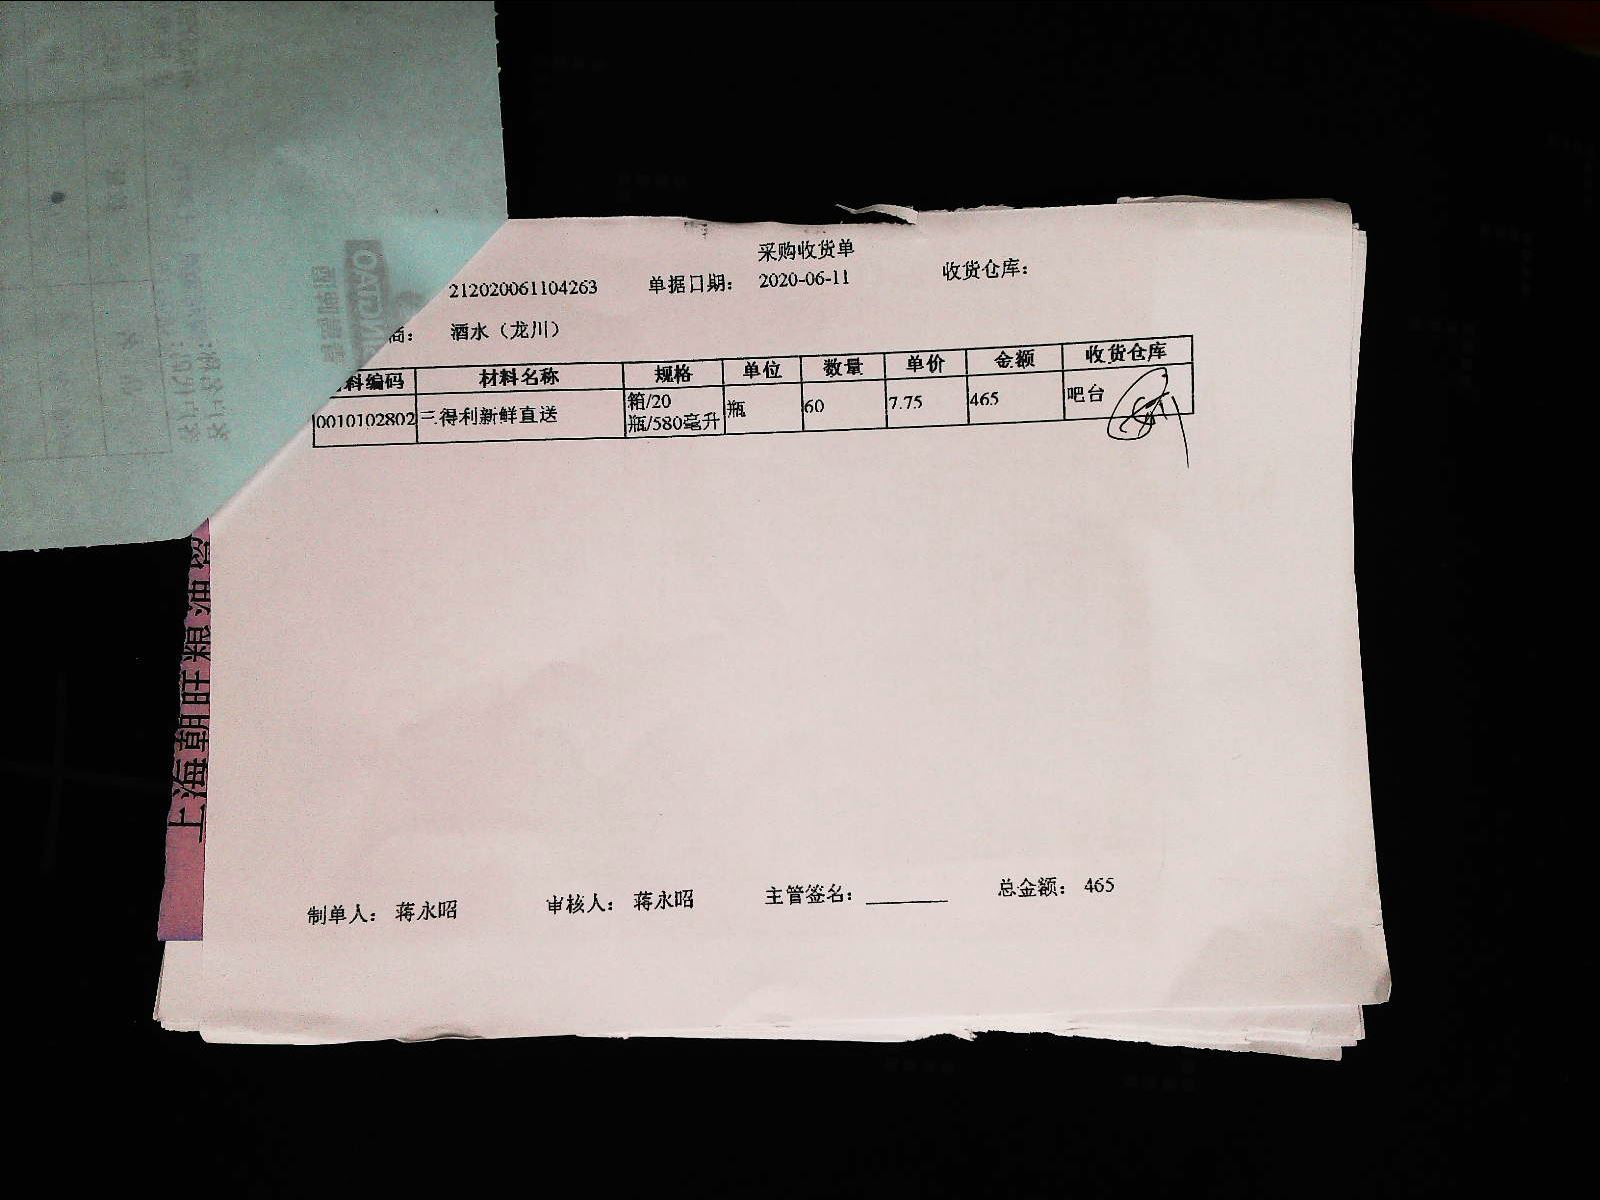 采购收货单
212020061104263 单据日期： 2020-06-11 收货仓库：
商： 酒水（龙川）
料编码 材料名称 规格 单位 数量 单价 金额 收货仓库
0010102802 三得利新鲜直送 箱/20 瓶 60 7.75 465 吧台
瓶/580毫升
制单人： 蒋永昭 审核人： 蒋永昭 主管签名： 总金额： 465
上海朝旺粮油